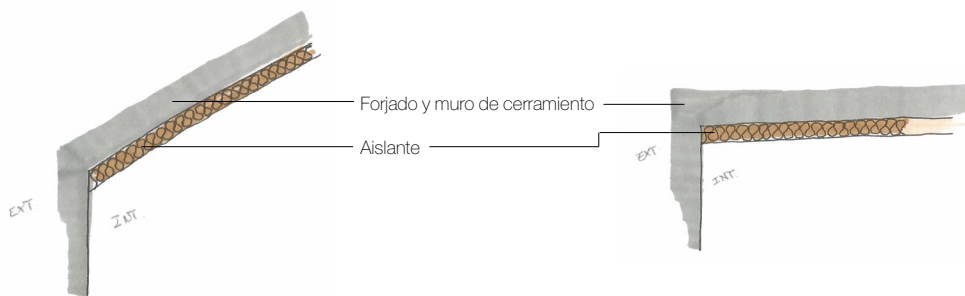 Forjado y muro de cerramiento
Aislante
EXT
INT.
EXT.
INT.